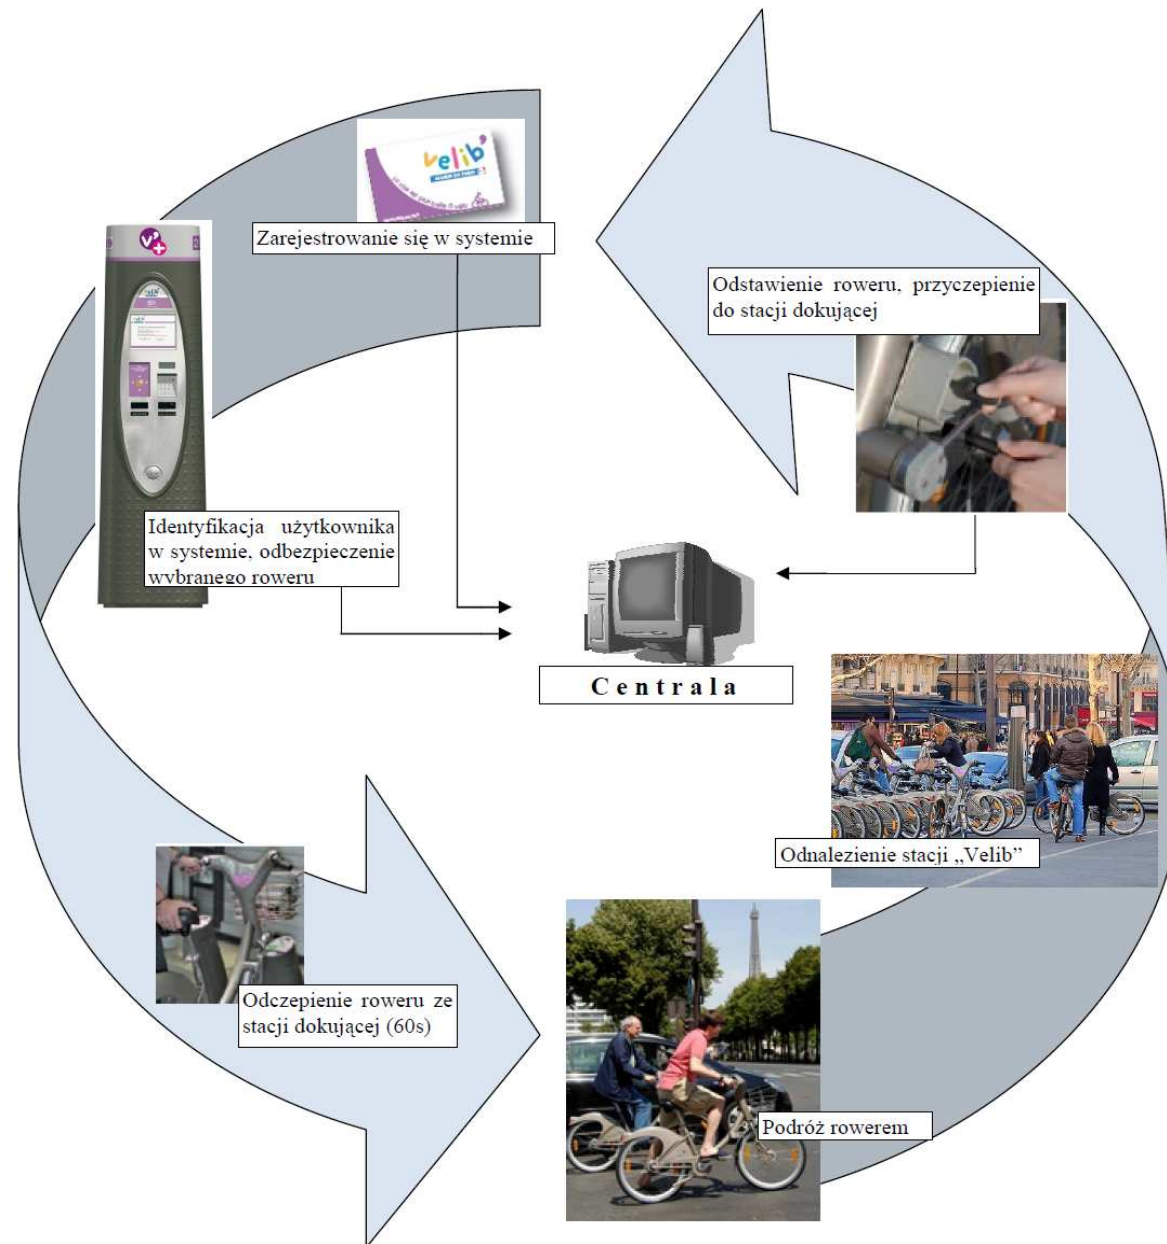 velib'
Zarejestrowanie się w systemie
Odstawienie roweru, przyczepienie
do stacji dokującej
v'+
Identyfikacja użytkownika
w systemie, odbezpieczenie
wybranego roweru
Centrala
Odnalezienie stacji „Velib”
Odczepienie roweru ze
stacji dokującej (60s)
Podróż rowerem